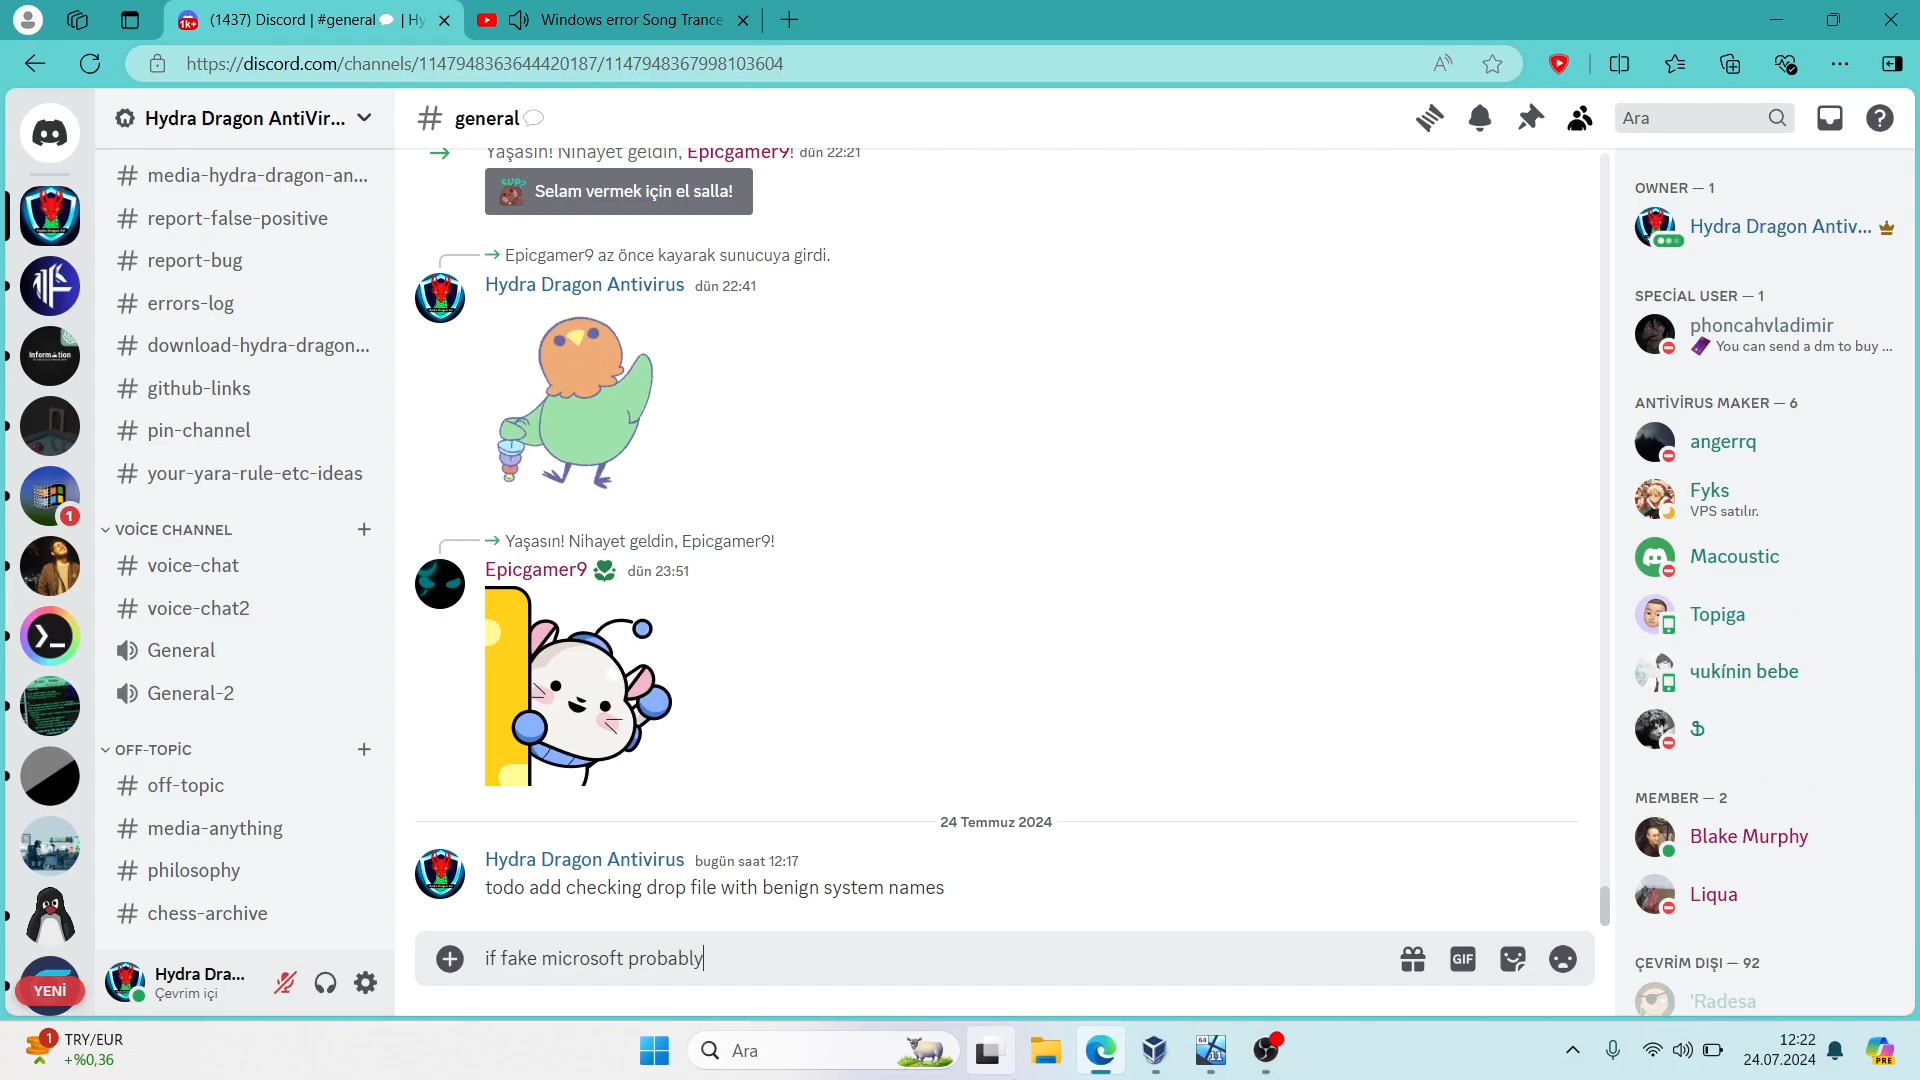 (1437) Discord | #general | Hy
Windows error Song Trance
https://discord.com/channels/1147948363644420187/1147948367998103604
Hydra Dragon AntiVir...
general
Ara
media-hydra-dragon-an...
report-false-positive
report-bug
errors-log
download-hydra-dragon...
github-links
pin-channel
your-yara-rule-etc-ideas
VOİCE CHANNEL
voice-chat
voice-chat2
General
General-2
OFF-TOPİC
off-topic
media-anything
philosophy
chess-archive
Hydra Dra...
Çevrim içi
YENİ
1
Yaşasın! Nihayet geldin, Epicgamer9! dün 22:21
Selam vermek için el salla!
Epicgamer9 az önce kayarak sunucuya girdi.
Hydra Dragon Antivirus dün 22:41
Yaşasın! Nihayet geldin, Epicgamer9!
Epicgamer9 dün 23:51
24 Temmuz 2024
Hydra Dragon Antivirus bugün saat 12:17
todo add checking drop file with benign system names
if fake microsoft probably
GIF
OWNER — 1
Hydra Dragon Antiv...
SPECİAL USER — 1
phoncahvladimir
You can send a dm to buy ...
ANTİVİRUS MAKER — 6
angerrq
Fyks
VPS satılır.
Macoustic
Topiga
чukínin bebe
MEMBER — 2
Blake Murphy
Liqua
ÇEVRİM DIŞI — 92
'Radesa
1
TRY/EUR
+%0,36
Ara
12:22
24.07.2024
PRE